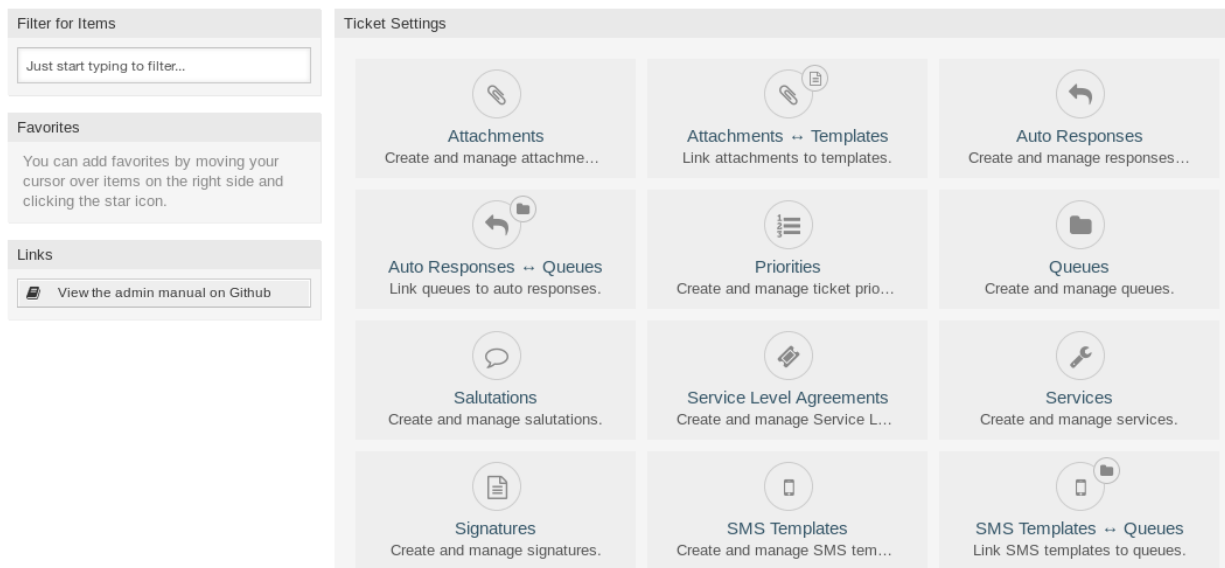 Filter for Items
Just start typing to filter...
Favorites
You can add favorites by moving your
cursor over items on the right side and
clicking the star icon.
Links
View the admin manual on Github
Ticket Settings
Attachments
Create and manage attachme…
Attachments ↔ Templates
Link attachments to templates.
Auto Responses
Create and manage responses…
Auto Responses ↔ Queues
Link queues to auto responses.
Priorities
Create and manage ticket prio…
Queues
Create and manage queues.
Salutations
Create and manage salutations.
Service Level Agreements
Create and manage Service L…
Services
Create and manage services.
Signatures
Create and manage signatures.
SMS Templates
Create and manage SMS tem…
SMS Templates ↔ Queues
Link SMS templates to queues.